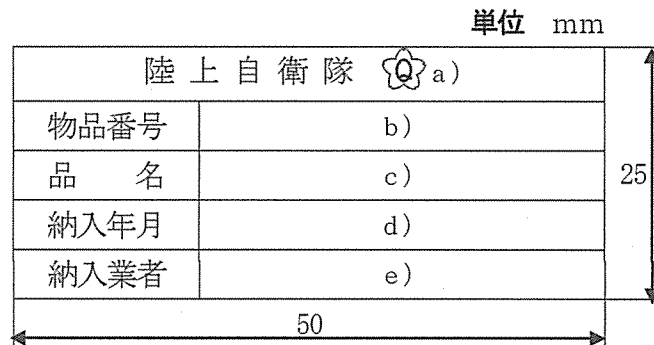 単位 mm
陸上自衛隊 Q a)
物品番号 b)
品 名 c)
25
納入年月 d)
納入業者 e)
50